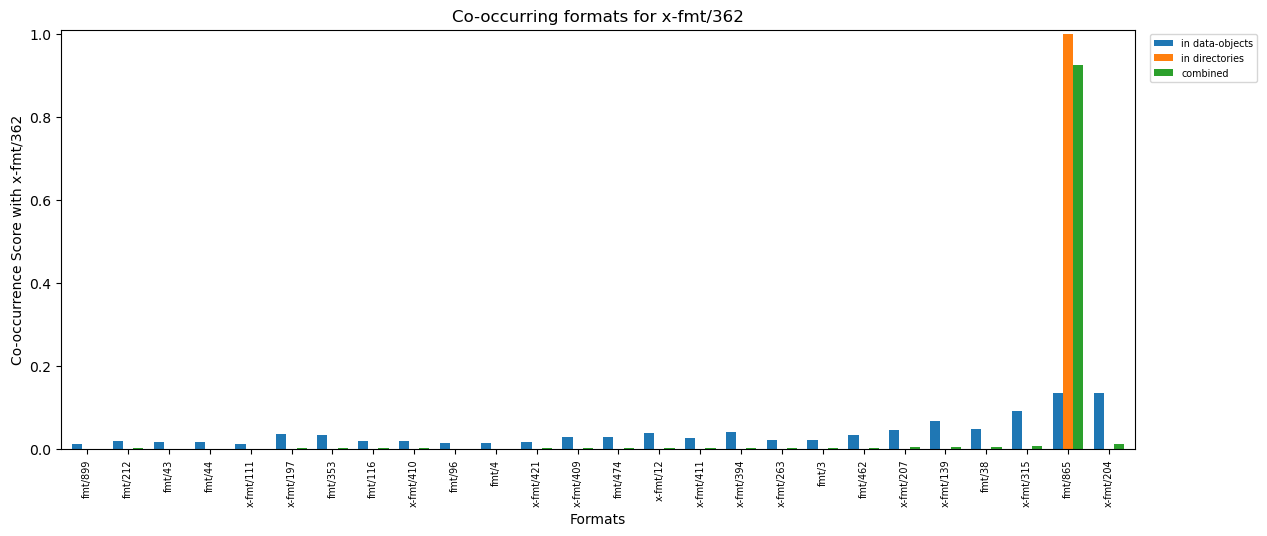 Co-occurring formats for x-fmt/362
Co-occurrence Score with x-fmt/362
1.0
0.8
0.6
0.4
0.2
0.0
fmt/899
fmt/212
fmt/43
fmt/44
x-fmt/111
x-fmt/197
fmt/353
fmt/116
x-fmt/410
fmt/96
fmt/4
x-fmt/421
x-fmt/409
fmt/474
x-fmt/12
x-fmt/411
x-fmt/394
x-fmt/263
fmt/3
fmt/462
x-fmt/207
x-fmt/139
fmt/38
x-fmt/315
fmt/865
x-fmt/204
Formats
in data-objects
in directories
combined